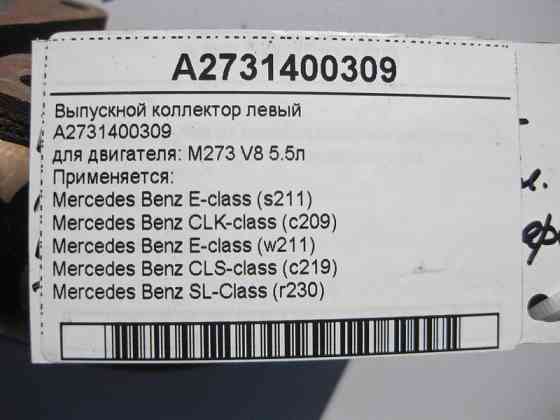 A2731400309
Выпускной коллектор левый
A2731400309
для двигателя: M273 V8 5.5л
Применяется:
Mercedes Benz E-class (s211)
Mercedes Benz CLK-class (c209)
Mercedes Benz E-class (w211)
Mercedes Benz CLS-class (c219)
Mercedes Benz SL-Class (r230)